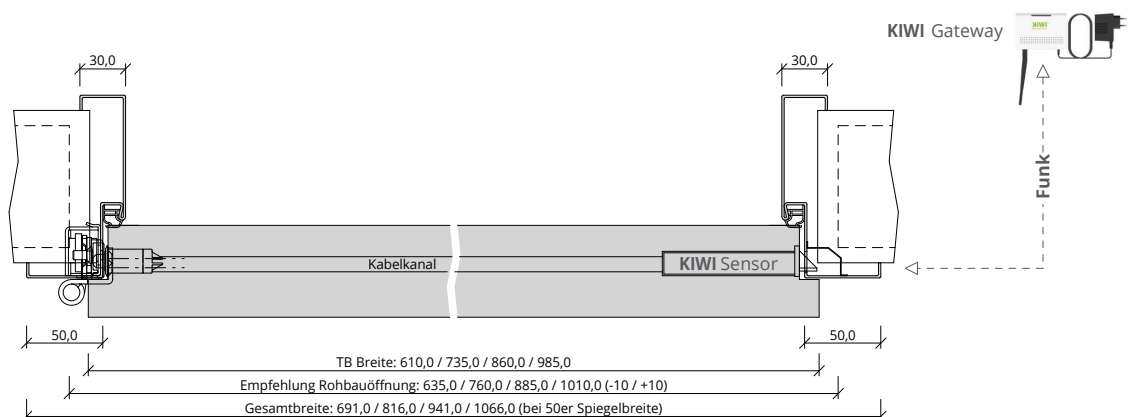 KIWI Gateway
KIWI
30,0
30,0
Funk
Kabelkanal
KIWI Sensor
50,0
50,0
TB Breite: 610,0 / 735,0 / 860,0 / 985,0
Empfehlung Rohbauöffnung: 635,0 / 760,0 / 885,0 / 1010,0 (-10 / +10)
Gesamtbreite: 691,0 / 816,0 / 941,0 / 1066,0 (bei 50er Spiegelbreite)